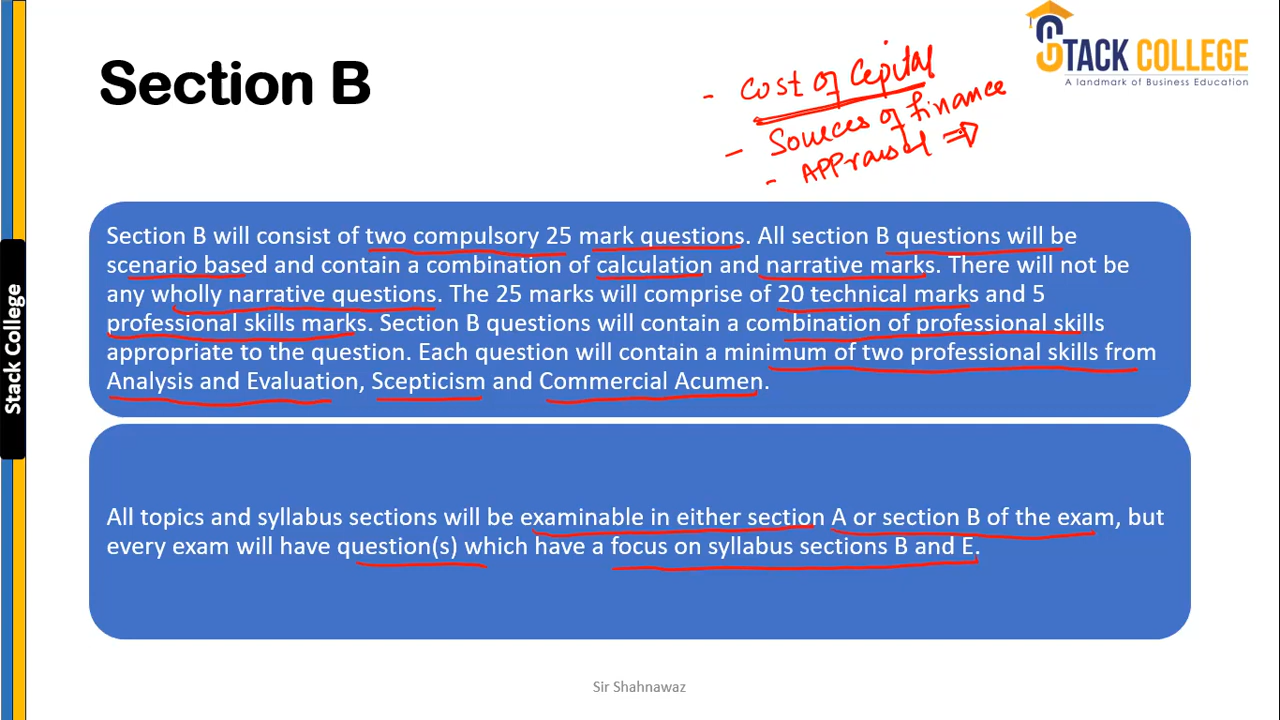 Section B
STACK COLLEGE
A landmark of Business Education
- Cost of Capital
- Sources of finance
- APPraisal ⇒
Section B will consist of two compulsory 25 mark questions. All section B questions will be
scenario based and contain a combination of calculation and narrative marks. There will not be
any wholly narrative questions. The 25 marks will comprise of 20 technical marks and 5
professional skills marks. Section B questions will contain a combination of professional skills
appropriate to the question. Each question will contain a minimum of two professional skills from
Analysis and Evaluation, Scepticism and Commercial Acumen.
Stack College
All topics and syllabus sections will be examinable in either section A or section B of the exam, but
every exam will have question(s) which have a focus on syllabus sections B and E.
Sir Shahnawaz